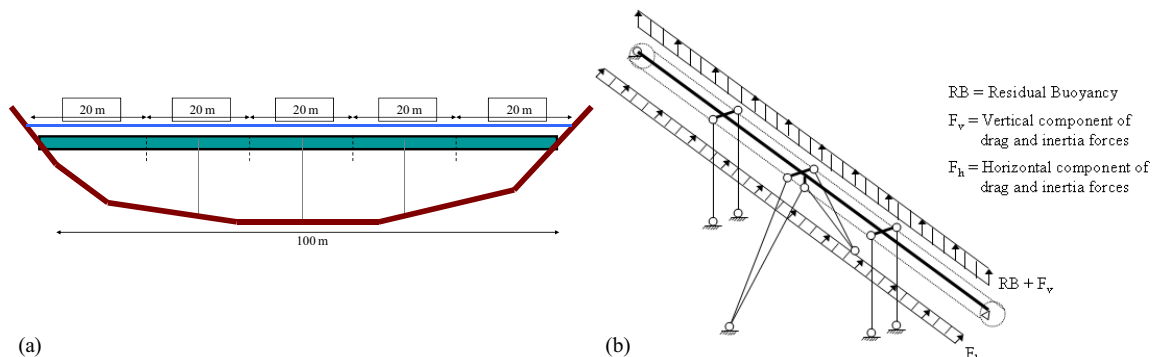 20 m 20 m 20 m 20 m 20 m
100 m
(a)
RB = Residual Buoyancy
F_v = Vertical component of
drag and inertia forces
F_h = Horizontal component of
drag and inertia forces
RB + F_v
(b)